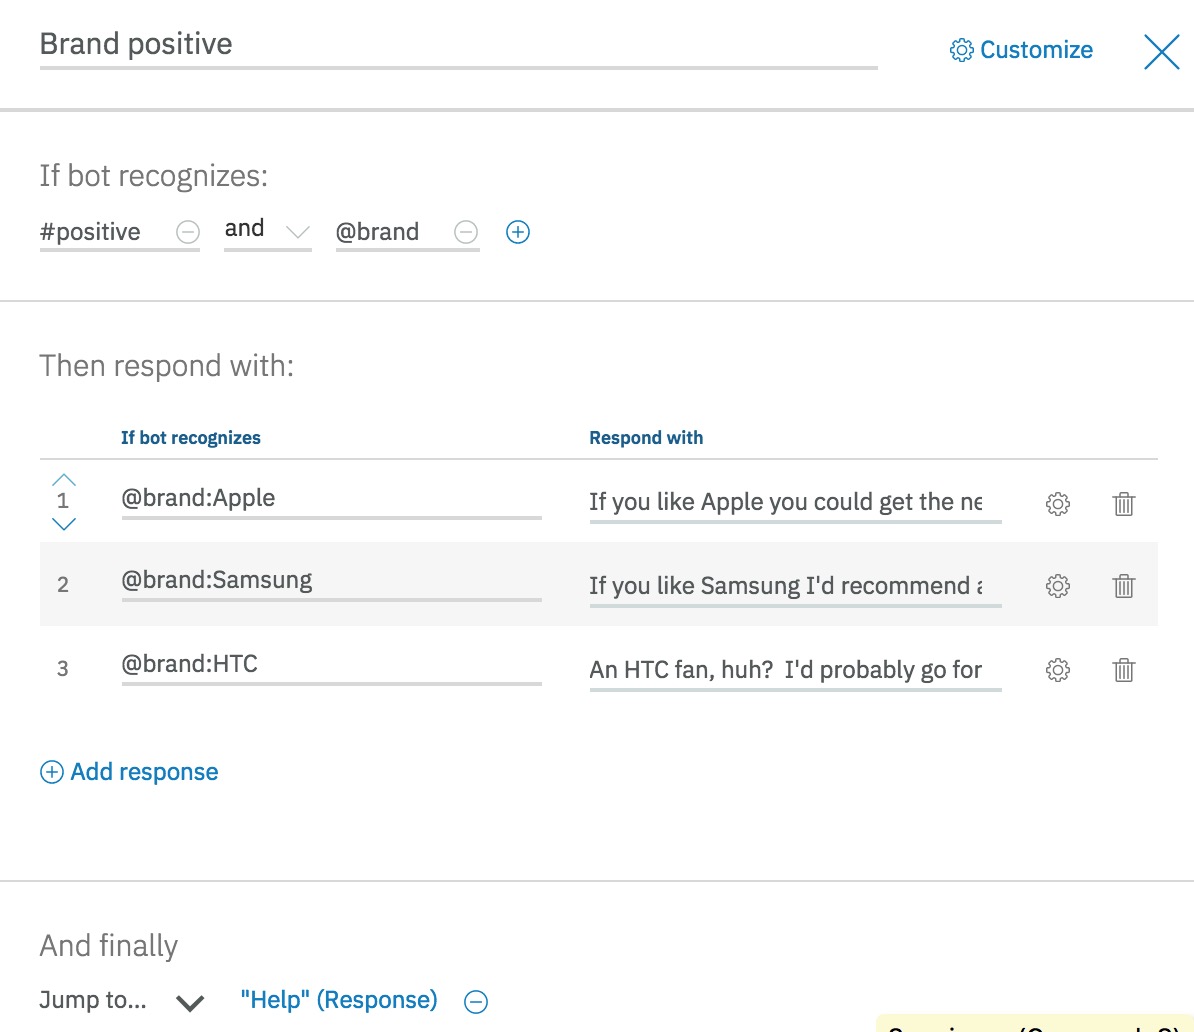 Brand positive
Customize
If bot recognizes:
#positive and @brand
Then respond with:
If bot recognizes Respond with
1 @brand:Apple If you like Apple you could get the ne
2 @brand:Samsung If you like Samsung I'd recommend
3 @brand:HTC An HTC fan, huh? I'd probably go for
Add response
And finally
Jump to... "Help" (Response)